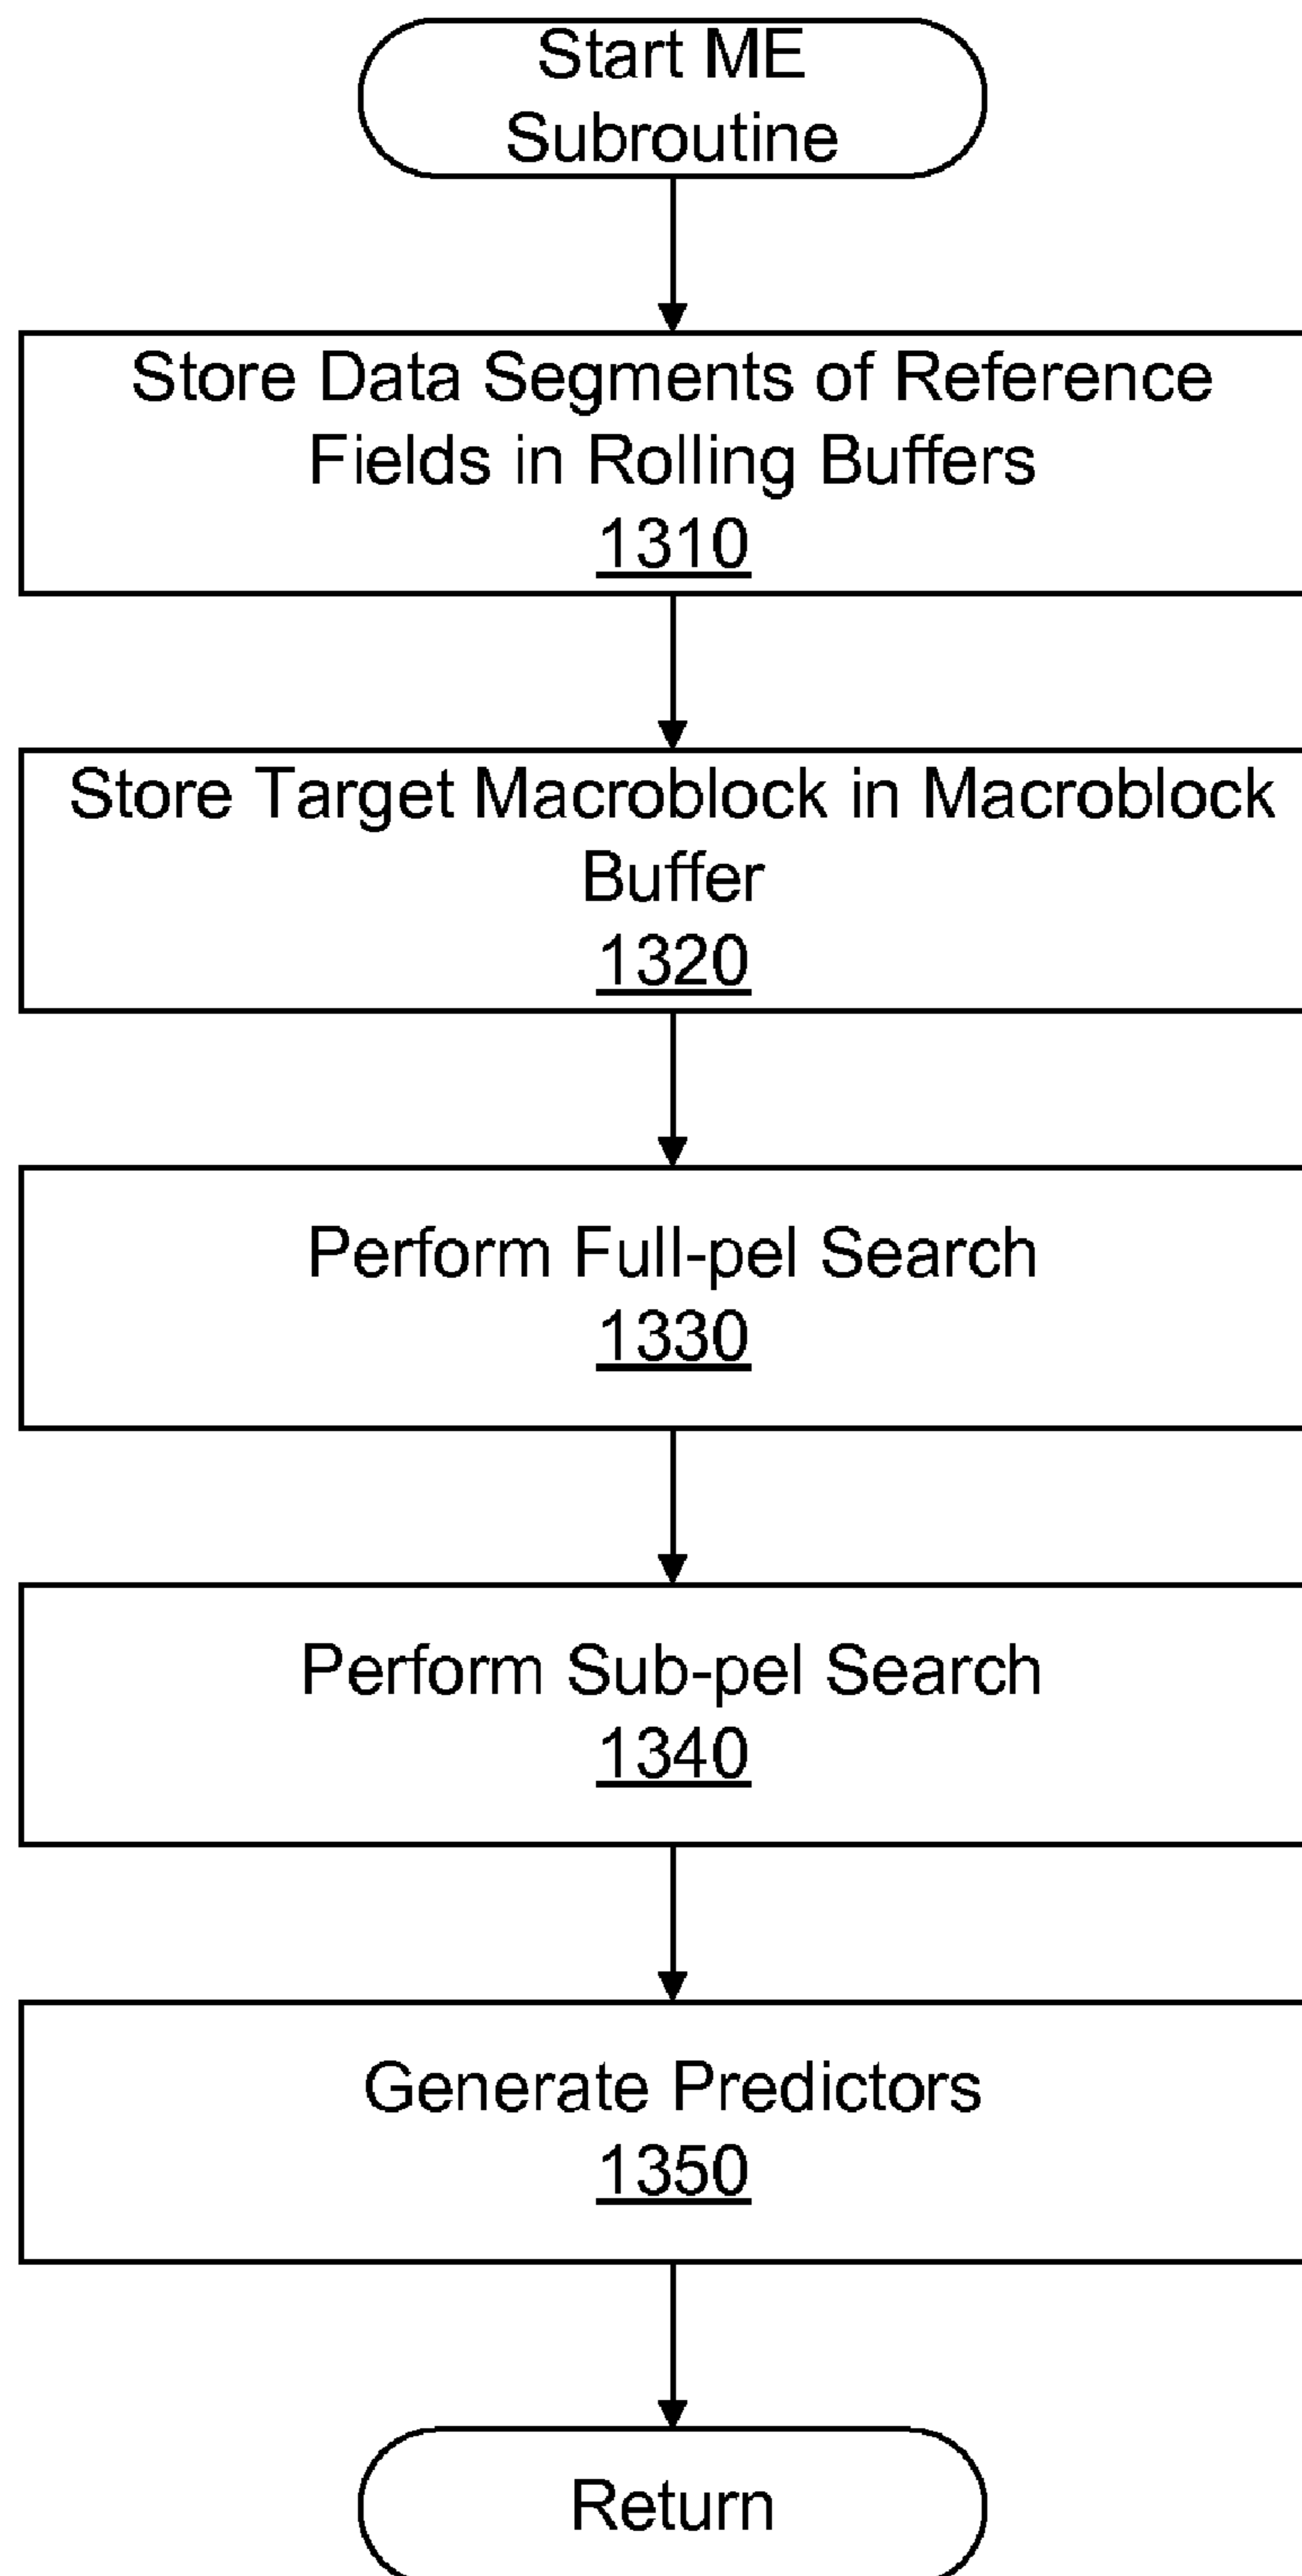 Start ME
Subroutine
Store Data Segments of Reference
Fields in Rolling Buffers
1310
Store Target Macroblock in Macroblock
Buffer
1320
Perform Full-pel Search
1330
Perform Sub-pel Search
1340
Generate Predictors
1350
Return